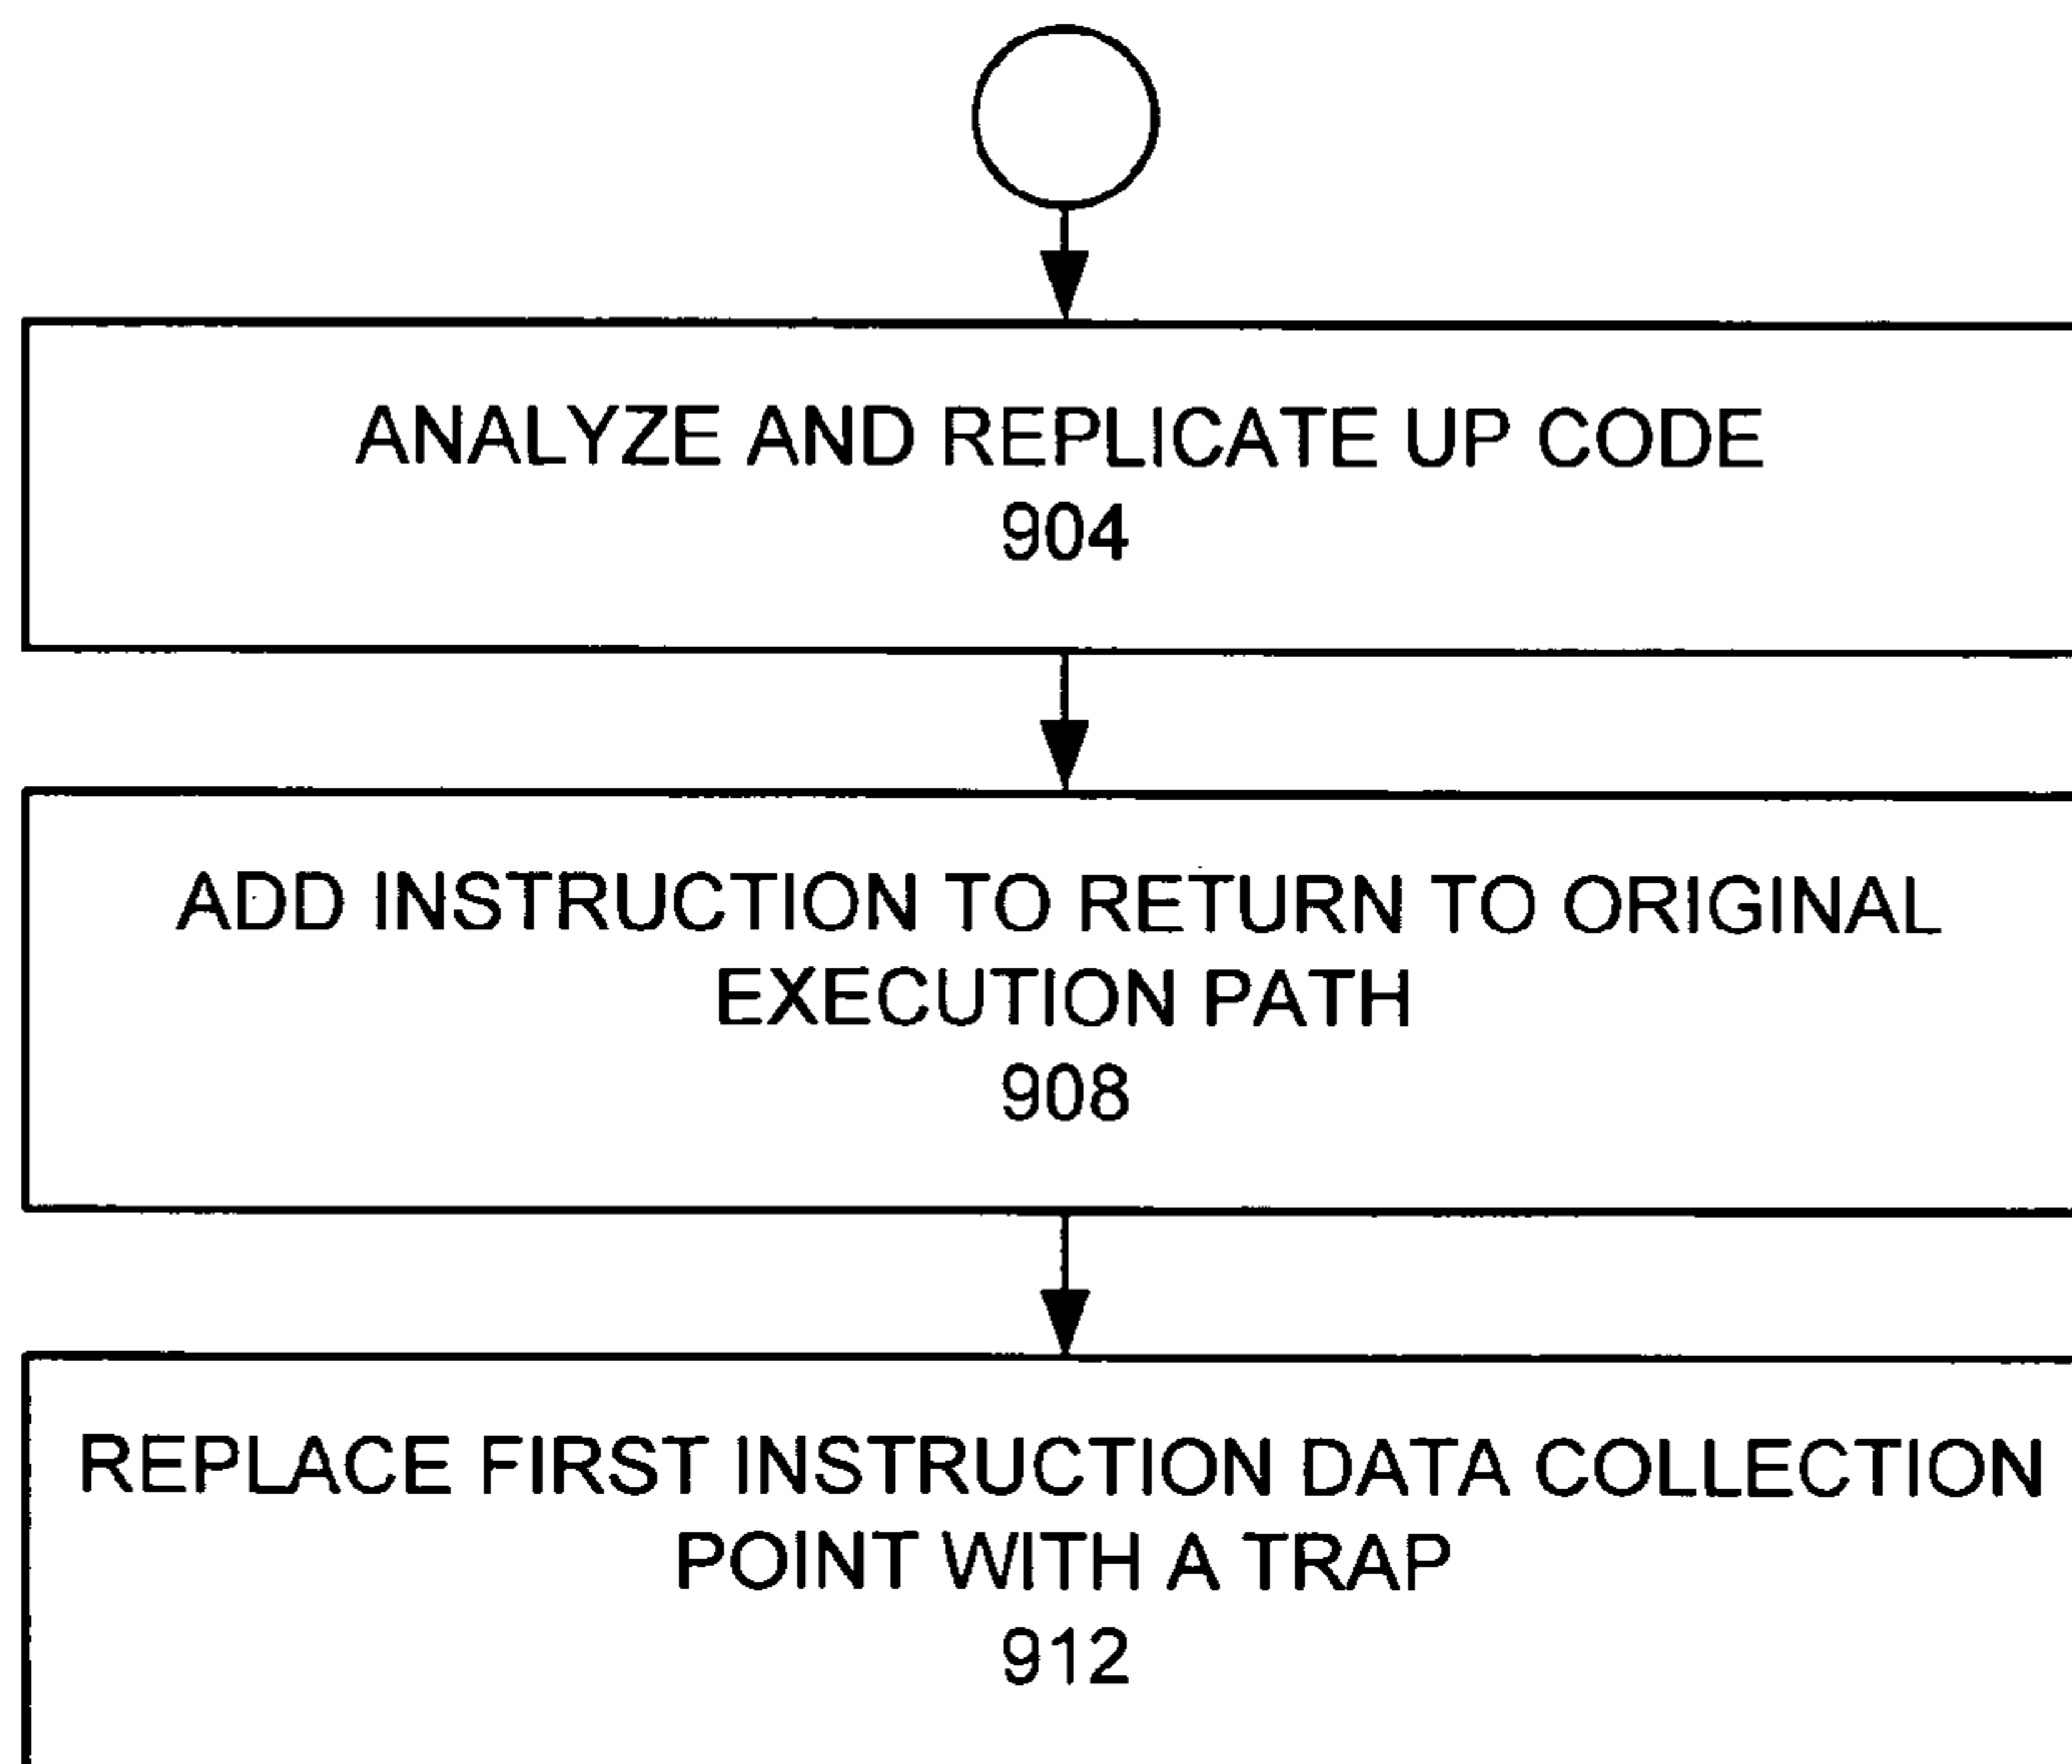 ANALYZE AND REPLICATE UP CODE
904
ADD INSTRUCTION TO RETURN TO ORIGINAL
EXECUTION PATH
908
REPLACE FIRST INSTRUCTION DATA COLLECTION
POINT WITH A TRAP
912